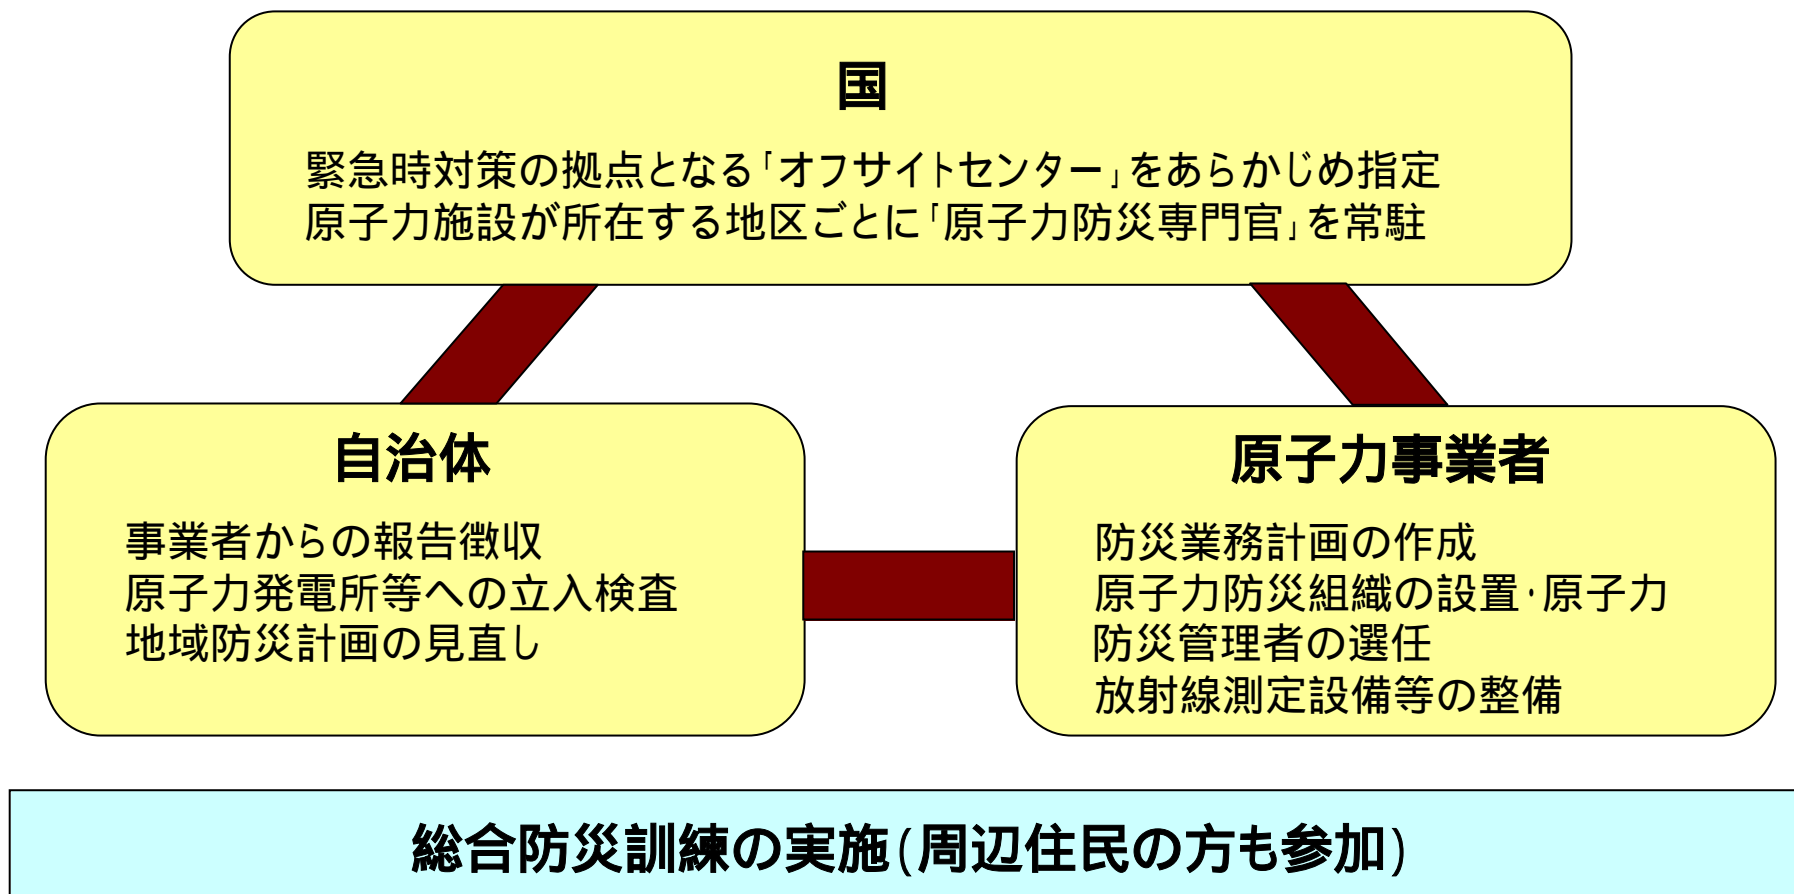 国
緊急時対策の拠点となる「オフサイトセンター」をあらかじめ指定
原子力施設が所在する地区ごとに「原子力防災専門官」を常駐
自治体
事業者からの報告徴収
原子力発電所等への立入検査
地域防災計画の見直し
原子力事業者
防災業務計画の作成
原子力防災組織の設置・原子力
防災管理者の選任
放射線測定設備等の整備
総合防災訓練の実施(周辺住民の方も参加)